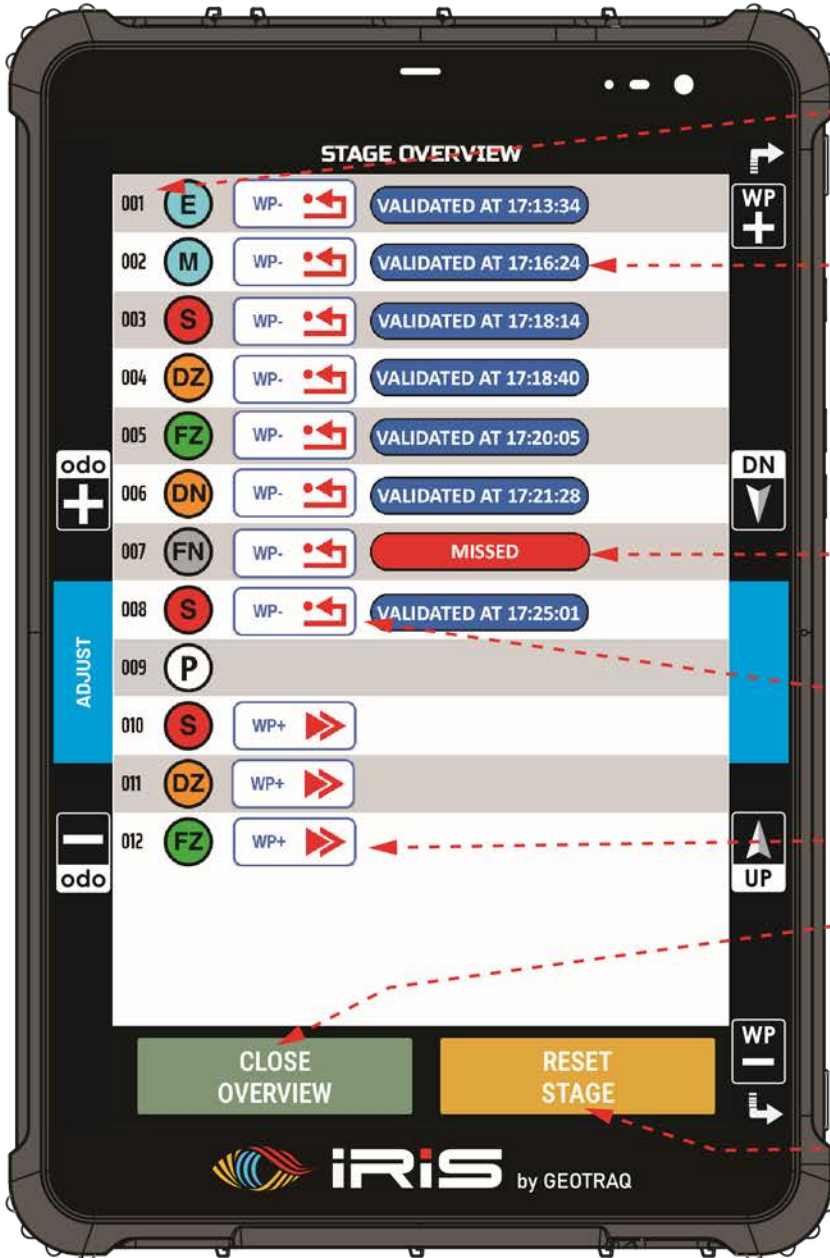 STAGE OVERVIEW
WP
001 E WP- VALIDATED AT 17:13:34
002 M WP- VALIDATED AT 17:16:24
003 S WP- VALIDATED AT 17:18:14
004 DZ WP- VALIDATED AT 17:18:40
005 FZ WP- VALIDATED AT 17:20:05
odo
DN
006 DN WP- VALIDATED AT 17:21:28
007 FN WP- MISSED
008 S WP- VALIDATED AT 17:25:01
ADJUST
009 P
010 S WP+
011 DZ WP+
012 FZ WP+
odo
UP
WP
CLOSE
OVERVIEW
RESET
STAGE
iRiS by GEOTRAQ